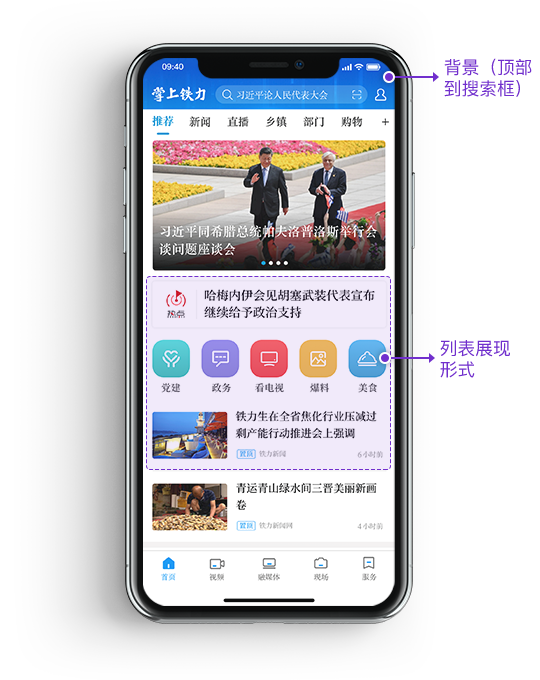 09:40
掌上铁力
习近平论人民代表大会
背景（顶部
到搜索框）
推荐 新闻 直播 乡镇 部门 购物 +
习近平同希腊总统帕夫洛普洛斯举行会
谈问题座谈会
热点
哈梅内伊会见胡塞武装代表宣布
继续给予政治支持
列表展现
形式
党建 政务 看电视 爆料 美食
铁力生在全省焦化行业压减过
剩产能行动推进会上强调
置顶 铁力新闻 6小时前
青运青山绿水间三晋美丽新画
卷
置顶 铁力新闻网 4小时前
首页 视频 融媒体 现场 服务